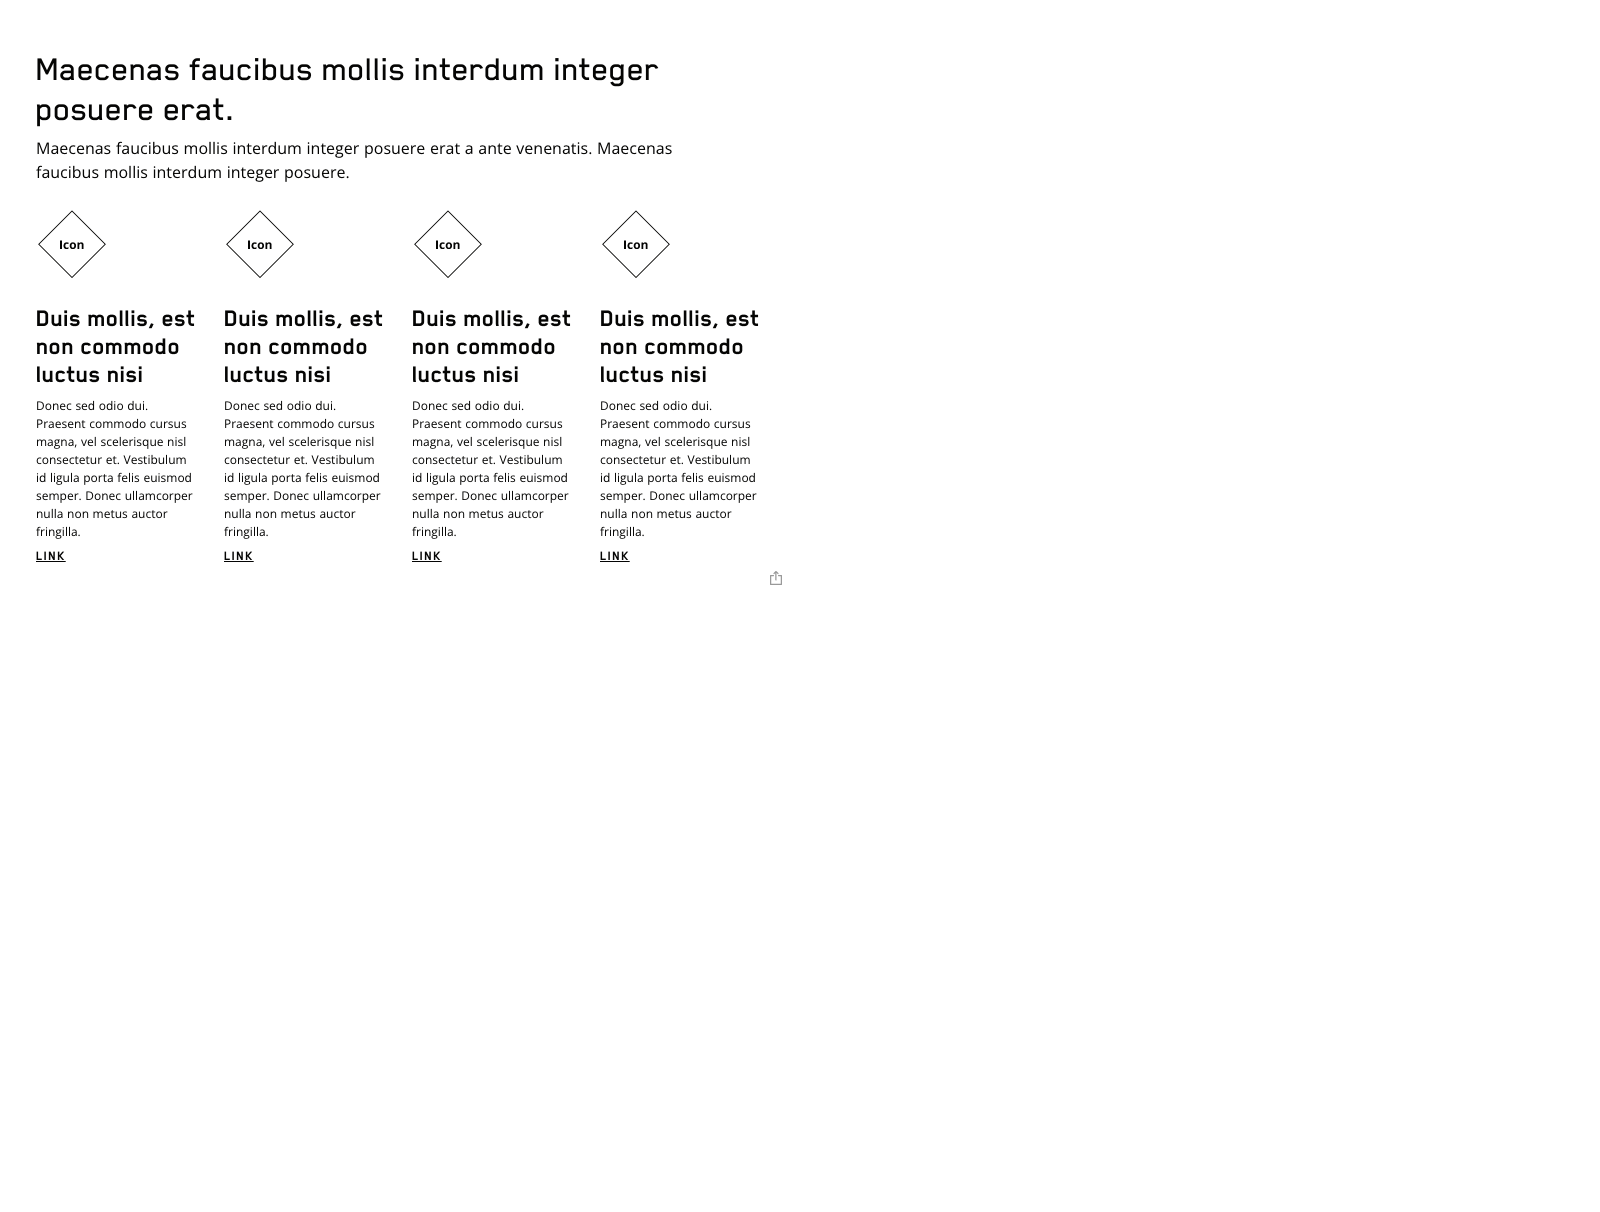 Maecenas faucibus mollis interdum integer
posuere erat.
Maecenas faucibus mollis interdum integer posuere erat a ante venenatis. Maecenas
faucibus mollis interdum integer posuere.
Icon
Duis mollis, est
non commodo
luctus nisi
Donec sed odio dui.
Praesent commodo cursus
magna, vel scelerisque nisl
consectetur et. Vestibulum
id ligula porta felis euismod
semper. Donec ullamcorper
nulla non metus auctor
fringilla.
LINK
Icon
Duis mollis, est
non commodo
luctus nisi
Donec sed odio dui.
Praesent commodo cursus
magna, vel scelerisque nisl
consectetur et. Vestibulum
id ligula porta felis euismod
semper. Donec ullamcorper
nulla non metus auctor
fringilla.
LINK
Icon
Duis mollis, est
non commodo
luctus nisi
Donec sed odio dui.
Praesent commodo cursus
magna, vel scelerisque nisl
consectetur et. Vestibulum
id ligula porta felis euismod
semper. Donec ullamcorper
nulla non metus auctor
fringilla.
LINK
Icon
Duis mollis, est
non commodo
luctus nisi
Donec sed odio dui.
Praesent commodo cursus
magna, vel scelerisque nisl
consectetur et. Vestibulum
id ligula porta felis euismod
semper. Donec ullamcorper
nulla non metus auctor
fringilla.
LINK